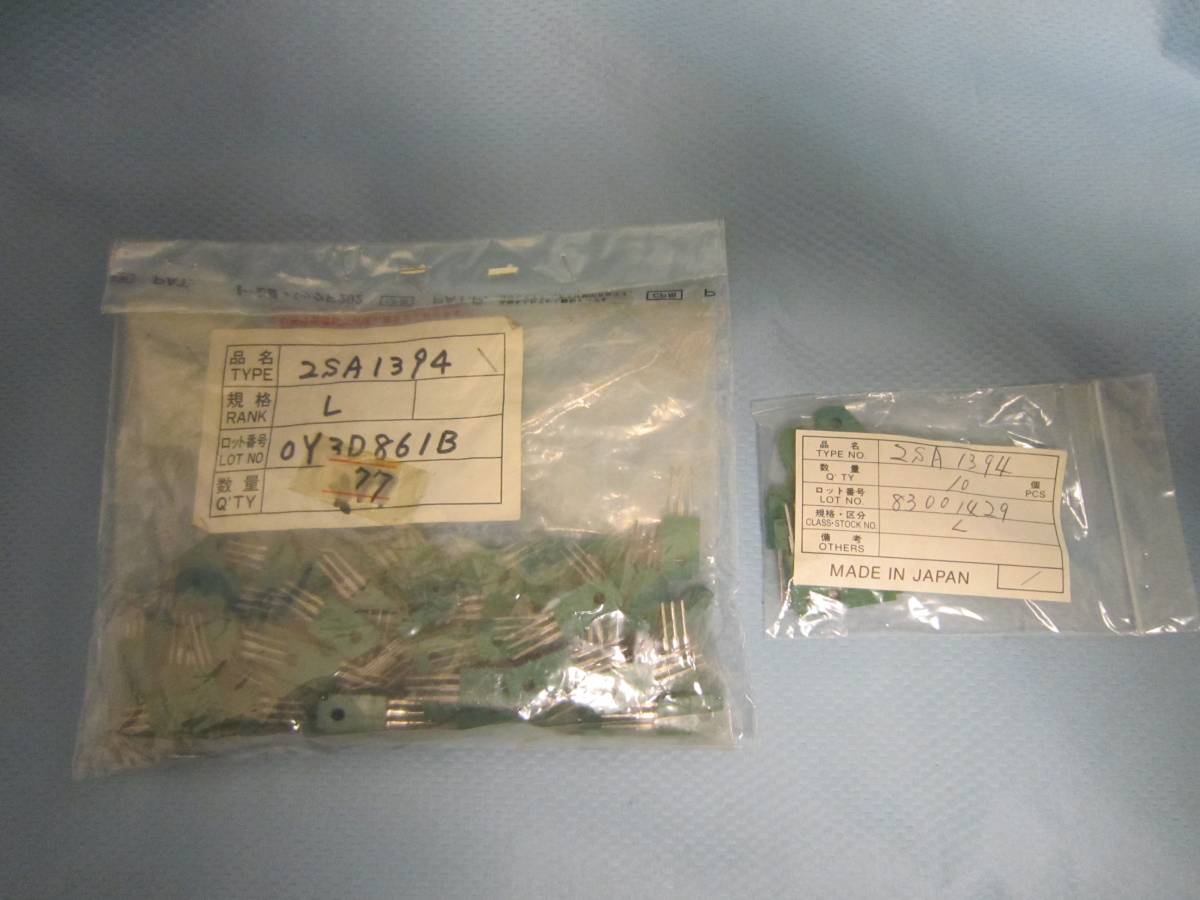 品名 TYPE 2SA1394
規格 RANK L
ロット番号 LOT NO 0Y3D861B
数量 Q'TY 77
品名 TYPE NO. 2SA1394
数量 Q'TY 10 個 PCS
ロット番号 LOT NO. 83001429
規格・区分 CLASS・STOCK NO. L
備考 OTHERS
MADE IN JAPAN